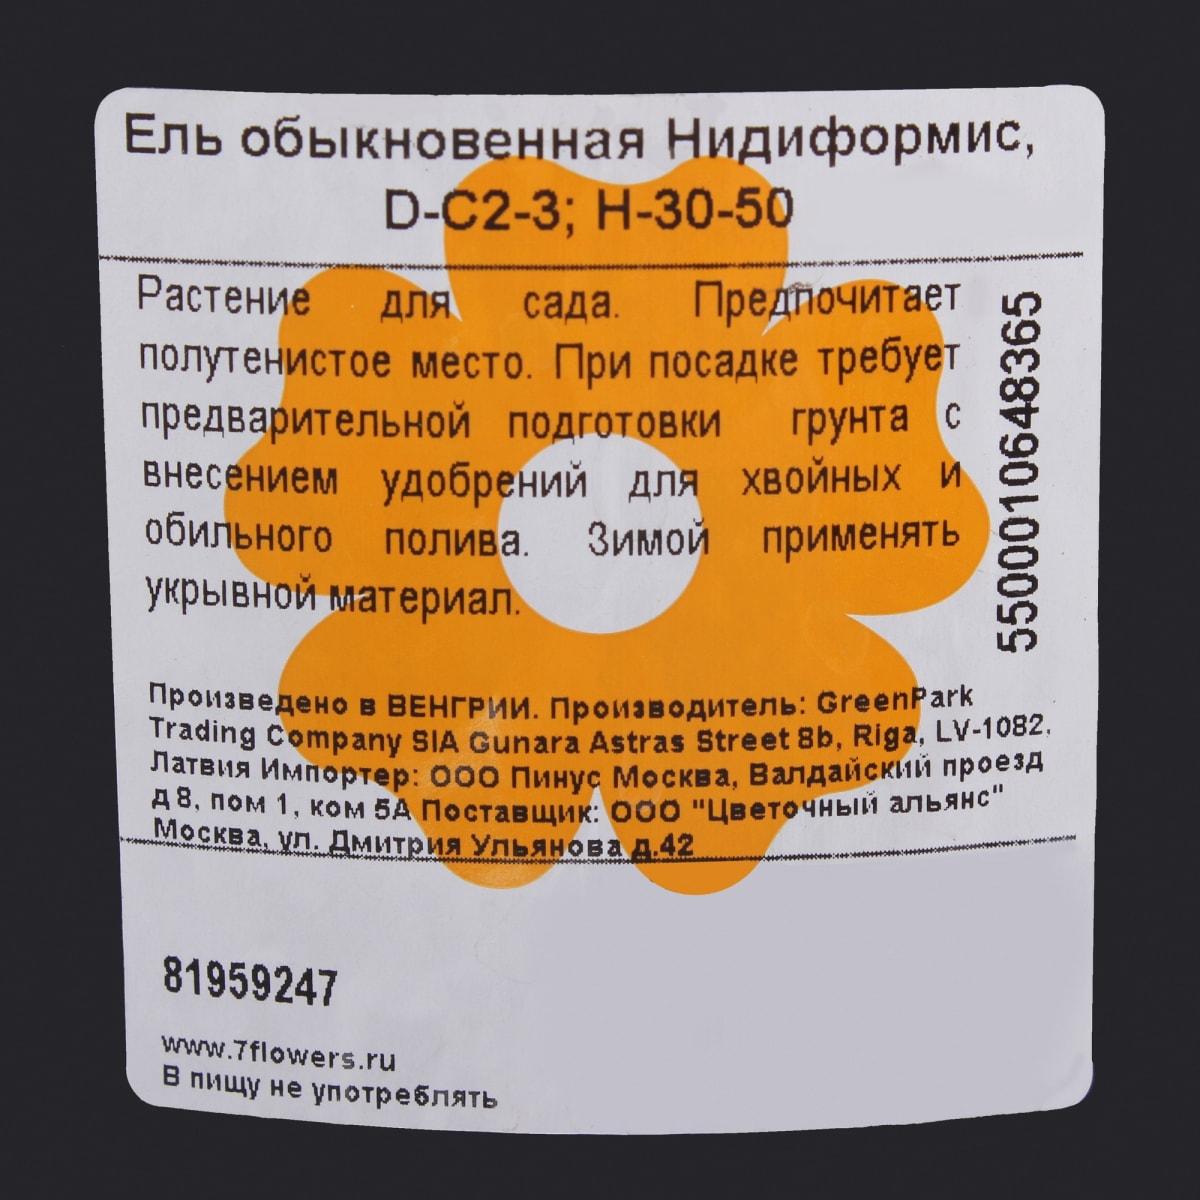 Ель обыкновенная Нидиформис,
D-C2-3; H-30-50
Растение для сада. Предпочитает
полутенистое место. При посадке требует
предварительной подготовки грунта с
внесением удобрений для хвойных и
обильного полива. Зимой применять
укрывной материал.
5500010648365
Произведено в ВЕНГРИИ. Производитель: GreenPark
Trading Company SIA Gunara Astras Street 8b, Riga, LV-1082,
Латвия Импортер: ООО Пинус Москва, Валдайский проезд
д 8, пом 1, ком 5А Поставщик: ООО "Цветочный альянс"
Москва, ул. Дмитрия Ульянова д.42
81959247
www.7flowers.ru
В пищу не употреблять